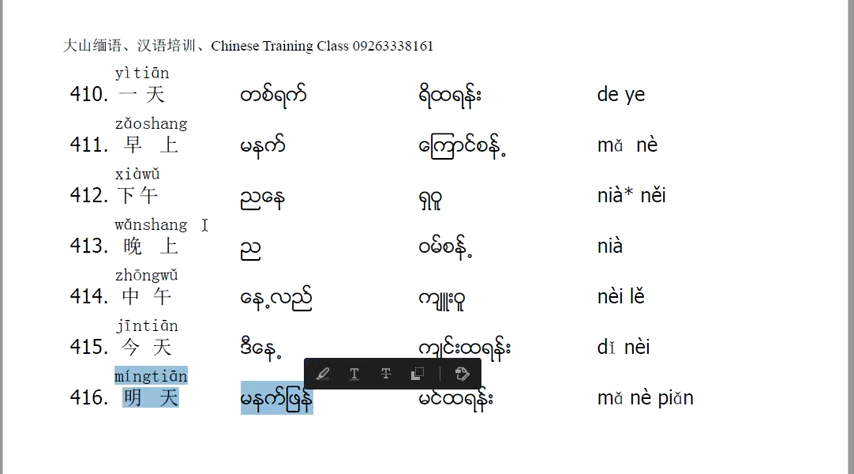 大山缅语、汉语培训、Chinese Training Class 09263338161
yìtiān
410. 一 天 တစ်ရက် ရိထရန်း de ye
zǎoshang
411. 早 上 မနက် ကြောင်စန့် mǎ nè
xiàwǔ
412. 下午 ညနေ ရှဝူ nià* něi
wǎnshang
413. 晚 上 ည ဝမ်စန့် nià
zhōngwǔ
414. 中 午 နေ့လည် ကျူးဝူ nèi lě
jīntiān
415. 今 天 ဒီနေ့ ကျင်းထရန်း dǐ nèi
míngtiān
416. 明 天 မနက်ဖြန် မင်ထရန်း mǎ nè piǎn